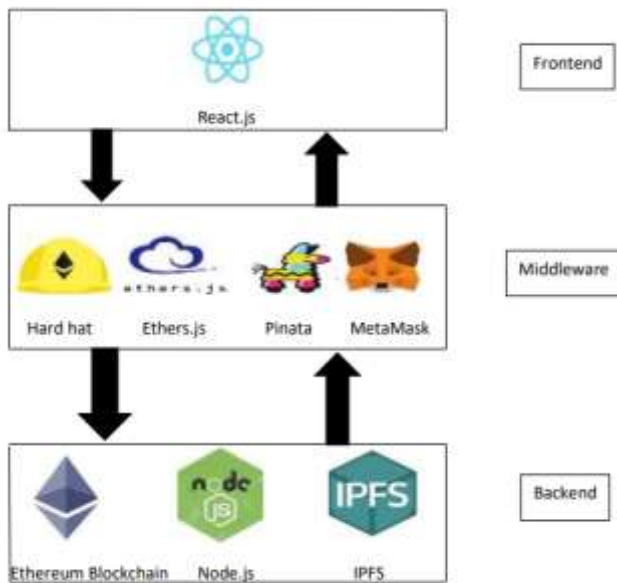 React.js
Frontend
ethers.js
Hard hat Ethers.js Pinata MetaMask
Middleware
node
JS
IPFS
Ethereum Blockchain Node.js IPFS
Backend